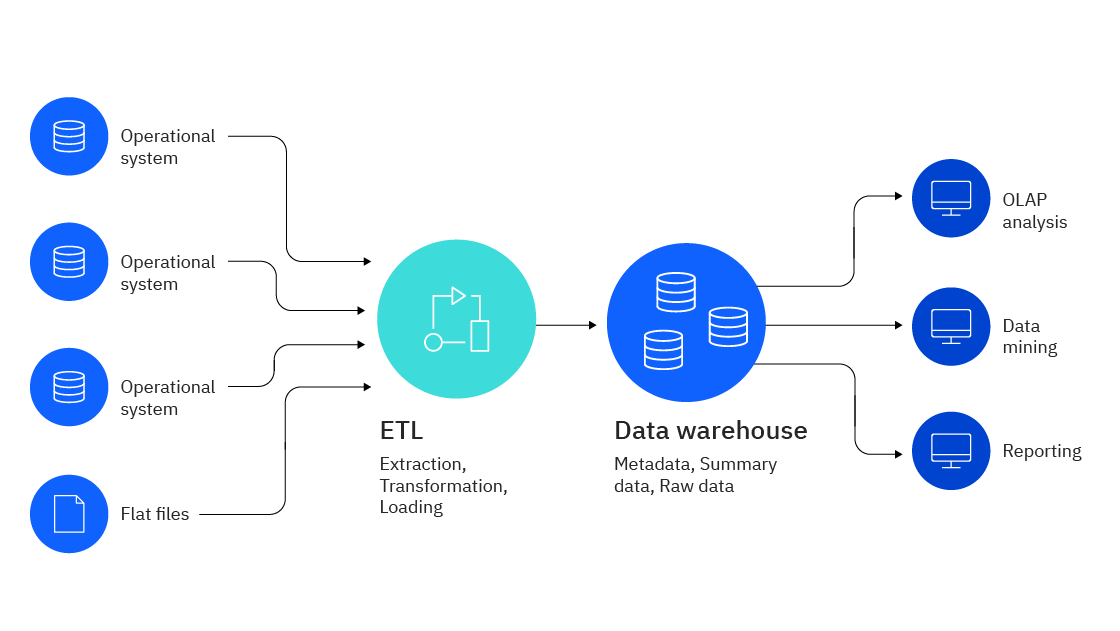 Operational
system
Operational
system
Operational
system
Flat files
ETL
Extraction,
Transformation,
Loading
Data warehouse
Metadata, Summary
data, Raw data
OLAP
analysis
Data
mining
Reporting